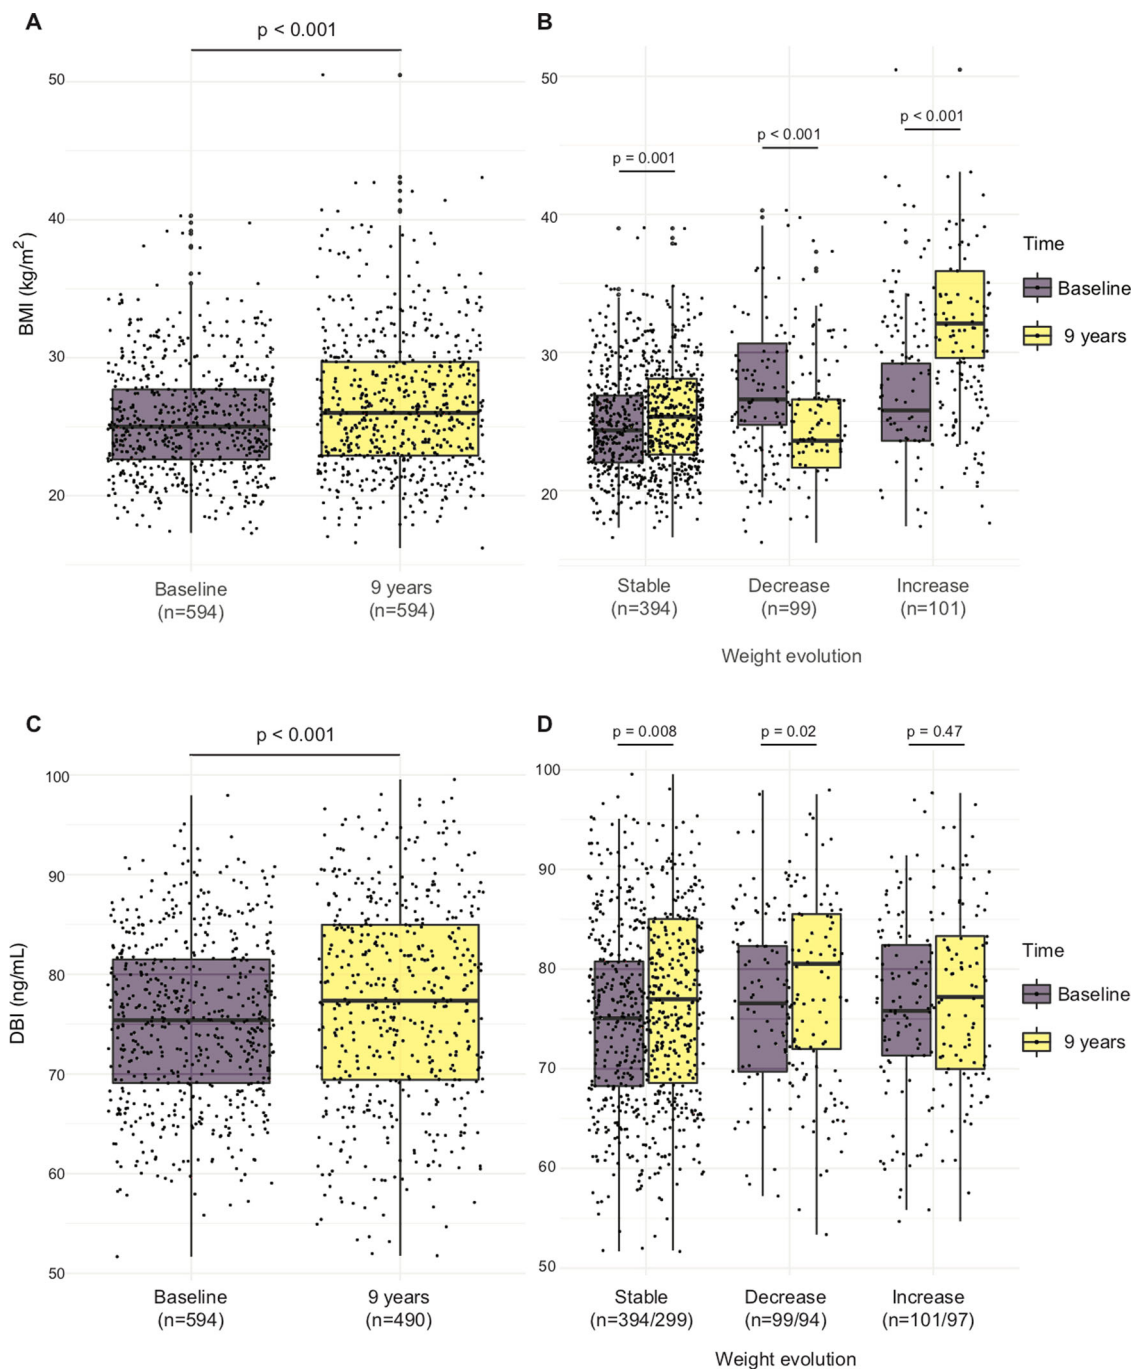 A
p < 0.001
50
40
30
20
BMI (kg/m²)
Baseline
(n=594)
9 years
(n=594)
B
p = 0.001
p < 0.001
p < 0.001
50
40
30
20
Stable
(n=394)
Decrease
(n=99)
Increase
(n=101)
Weight evolution
Time
Baseline
9 years
C
p < 0.001
100
90
80
70
60
50
DBI (ng/mL)
Baseline
(n=594)
9 years
(n=490)
D
p = 0.008
p = 0.02
p = 0.47
100
90
80
70
60
50
Stable
(n=394/299)
Decrease
(n=99/94)
Increase
(n=101/97)
Weight evolution
Time
Baseline
9 years